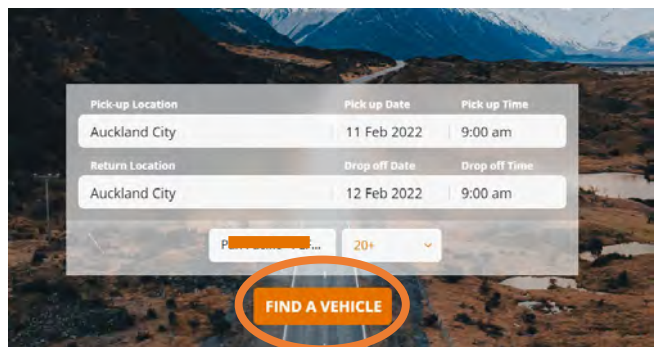 Pick-up Location Pick up Date Pick up Time
Auckland City 11 Feb 2022 9:00 am
Return Location Drop off Date Drop off Time
Auckland City 12 Feb 2022 9:00 am
20+
FIND A VEHICLE